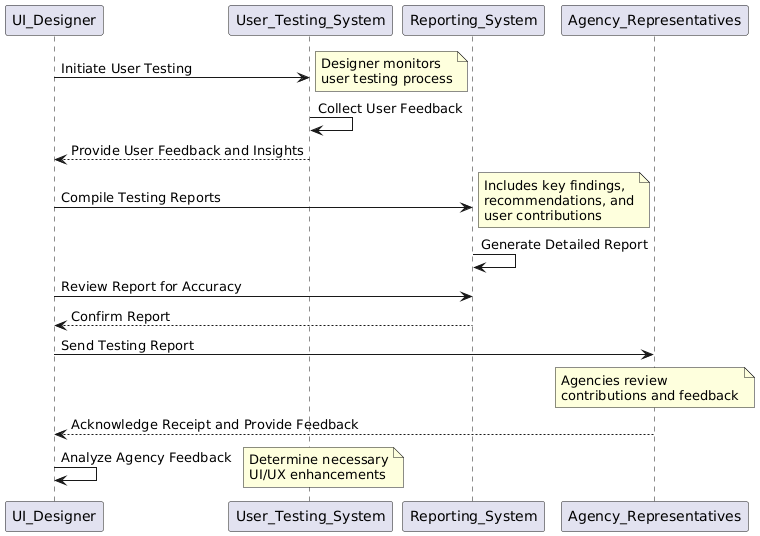 UI_Designer
User_Testing_System
Reporting_System
Agency_Representatives
Initiate User Testing
Designer monitors
user testing process
Collect User Feedback
Provide User Feedback and Insights
Compile Testing Reports
Includes key findings,
recommendations, and
user contributions
Generate Detailed Report
Review Report for Accuracy
Confirm Report
Send Testing Report
Agencies review
contributions and feedback
Acknowledge Receipt and Provide Feedback
Analyze Agency Feedback
Determine necessary
UI/UX enhancements
UI_Designer
User_Testing_System
Reporting_System
Agency_Representatives